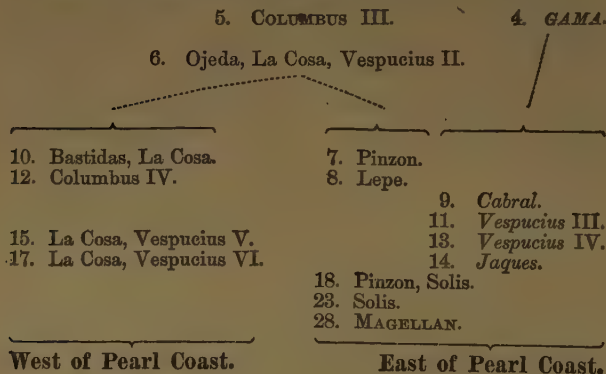 5. COLUMBUS III. 4. GAMA.
6. Ojeda, La Cosa, Vespucius II.
10. Bastidas, La Cosa. 7. Pinzon.
12. Columbus IV. 8. Lepe.
9. Cabral.
11. Vespucius III.
15. La Cosa, Vespucius V. 13. Vespucius IV.
17. La Cosa, Vespucius VI. 14. Jaques.
18. Pinzon, Solis.
23. Solis.
28. MAGELLAN.
West of Pearl Coast. East of Pearl Coast.